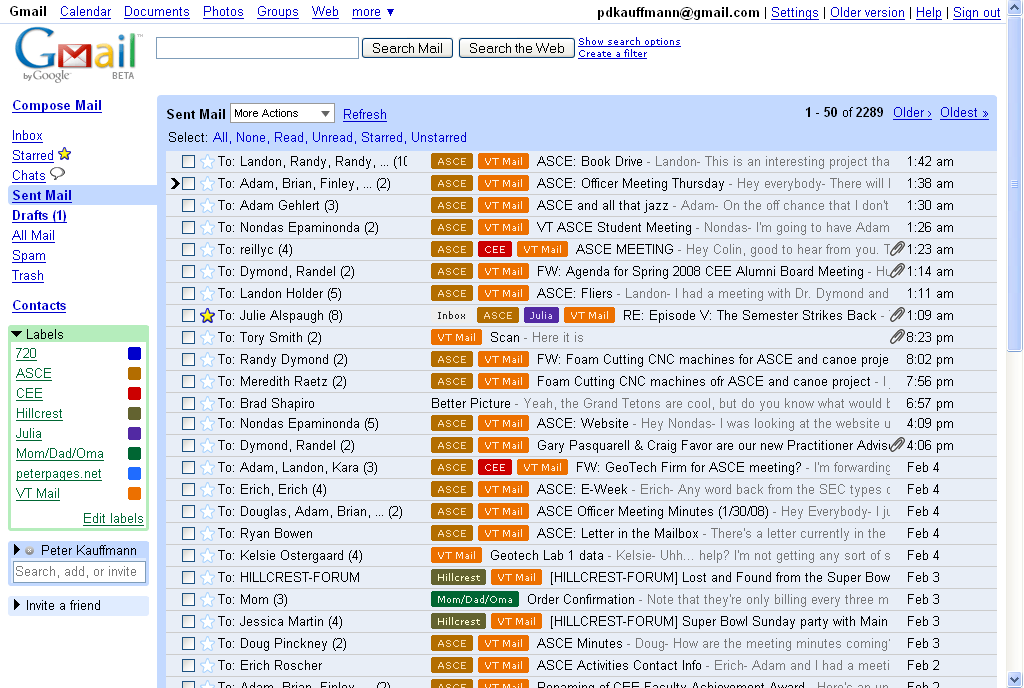 Gmail Calendar Documents Photos Groups Web more ▼ pdkauffmann@gmail.com | Settings | Older version | Help | Sign out
Gmail by Google BETA
Search Mail Search the Web Show search options
Create a filter
Compose Mail
Inbox
Starred
Chats
Sent Mail
Drafts (1)
All Mail
Spam
Trash
Contacts
Labels
720
ASCE
CEE
Hillcrest
Julia
Mom/Dad/Oma
peterpages.net
VT Mail
Edit labels
Peter Kauffmann
Search, add, or invite
Invite a friend
Sent Mail More Actions Refresh 1 - 50 of 2289 Older › Oldest »
Select: All, None, Read, Unread, Starred, Unstarred
To: Landon, Randy, Randy, ... (10 ASCE VT Mail ASCE: Book Drive - Landon- This is an interesting project tha 1:42 am
To: Adam, Brian, Finley, ... (2) ASCE VT Mail ASCE: Officer Meeting Thursday - Hey everybody- There will 1:38 am
To: Adam Gehlert (3) ASCE VT Mail ASCE and all that jazz - Adam- On the off chance that I don't 1:30 am
To: Nondas Epaminonda (2) ASCE VT Mail VT ASCE Student Meeting - Nondas- I'm going to have Adam 1:26 am
To: reillyc (4) ASCE CEE VT Mail ASCE MEETING - Hey Colin, good to hear from you. T 1:23 am
To: Dymond, Randel (2) ASCE VT Mail FW: Agenda for Spring 2008 CEE Alumni Board Meeting - Hu 1:14 am
To: Landon Holder (5) ASCE VT Mail ASCE: Fliers - Landon- I had a meeting with Dr. Dymond and 1:11 am
To: Julie Alspaugh (8) Inbox ASCE Julia VT Mail RE: Episode V: The Semester Strikes Back - 1:09 am
To: Tory Smith (2) VT Mail Scan - Here it is 8:23 pm
To: Randy Dymond (2) ASCE VT Mail FW: Foam Cutting CNC machines for ASCE and canoe proje 8:02 pm
To: Meredith Raetz (2) ASCE VT Mail Foam Cutting CNC machines ofr ASCE and canoe project - I 7:56 pm
To: Brad Shapiro Better Picture - Yeah, the Grand Tetons are cool, but do you know what would b 6:57 pm
To: Nondas Epaminonda (5) ASCE VT Mail ASCE: Website - Hey Nondas- I was looking at the website u 4:09 pm
To: Dymond, Randel (2) ASCE VT Mail Gary Pasquarell & Craig Favor are our new Practitioner Advis 4:06 pm
To: Adam, Landon, Kara (3) ASCE CEE VT Mail FW: GeoTech Firm for ASCE meeting? - I'm forwarding Feb 4
To: Erich, Erich (4) ASCE VT Mail ASCE: E-Week - Erich- Any word back from the SEC types c Feb 4
To: Douglas, Adam, Brian, ... (2) ASCE VT Mail ASCE Officer Meeting Minutes (1/30/08) - Hey Everybody- I ju Feb 4
To: Ryan Bowen ASCE VT Mail ASCE: Letter in the Mailbox - There's a letter currently in the Feb 4
To: Kelsie Ostergaard (4) VT Mail Geotech Lab 1 data - Kelsie- Uhh... help? I'm not getting any sort of s Feb 4
To: HILLCREST-FORUM Hillcrest VT Mail [HILLCREST-FORUM] Lost and Found from the Super Bow Feb 3
To: Mom (3) Mom/Dad/Oma Order Confirmation - Note that they're only billing every three m Feb 3
To: Jessica Martin (4) Hillcrest VT Mail [HILLCREST-FORUM] Super Bowl Sunday party with Main Feb 3
To: Doug Pinckney (2) ASCE VT Mail ASCE Minutes - Doug- How are the meeting minutes coming' Feb 3
To: Erich Roscher ASCE VT Mail ASCE Activities Contact Info - Erich- Adam and I had a meeti Feb 2
To: Adam, Brian, Finley, ... (2) ASCE VT Mail Renaming of CEE Faculty Achievement Award - Here's an up Feb 2